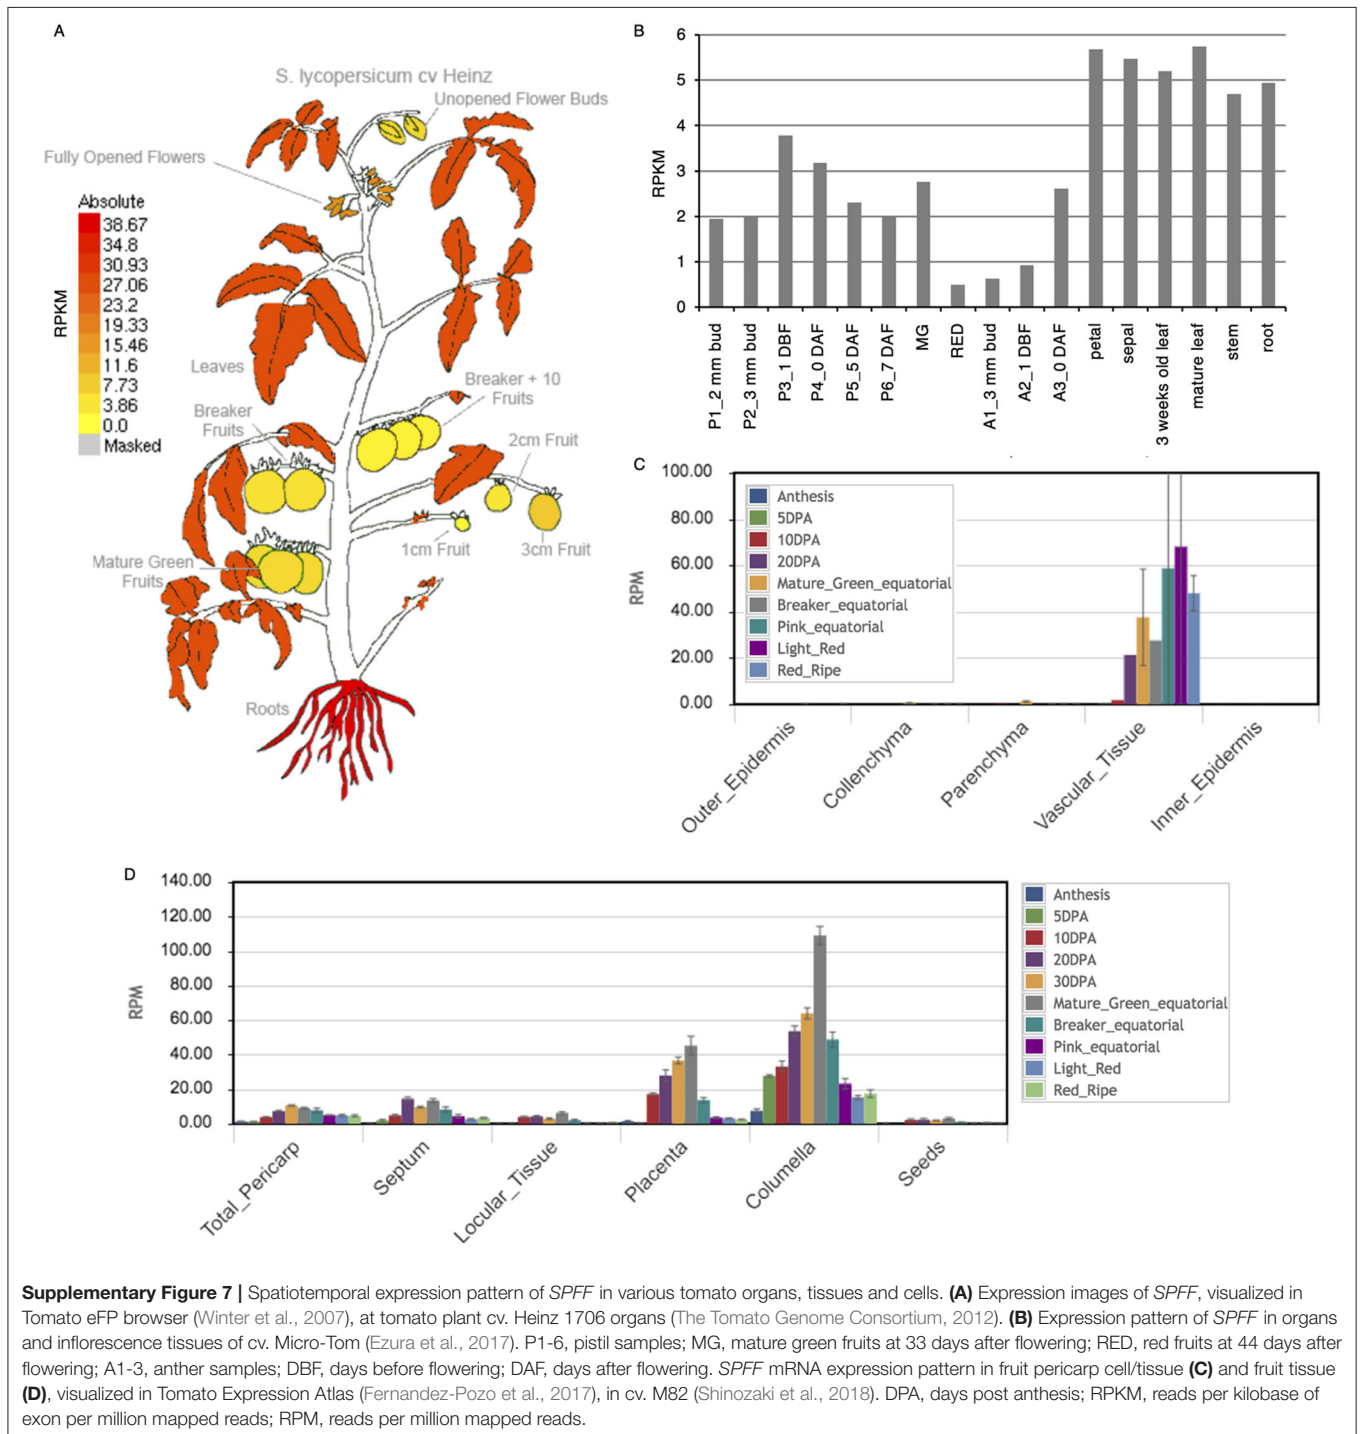 A
S. lycopersicum cv Heinz
Unopened Flower Buds
Fully Opened Flowers
Absolute
38.67
34.8
30.93
27.06
23.2
19.33
15.46
11.6
7.73
3.86
0.0
Masked
RPKM
Leaves
Breaker + 10
Fruits
Breaker
Fruits
2cm Fruit
1cm Fruit
3cm Fruit
Mature Green
Fruits
Roots
B
6
5
4
3
2
1
0
RPKM
P1_2 mm bud
P2_3 mm bud
P3_1 DBF
P4_0 DAF
P5_5 DAF
P6_7 DAF
MG
RED
A1_3 mm bud
A2_1 DBF
A3_0 DAF
petal
sepal
3 weeks old leaf
mature leaf
stem
root
C
100.00
80.00
60.00
40.00
20.00
0.00
RPM
Anthesis
5DPA
10DPA
20DPA
Mature_Green_equatorial
Breaker_equatorial
Pink_equatorial
Light_Red
Red_Ripe
Outer_Epidermis
Collenchyma
Parenchyma
Vascular_Tissue
Inner_Epidermis
D
140.00
120.00
100.00
80.00
60.00
40.00
20.00
0.00
RPM
Total_Pericarp
Septum
Locular_Tissue
Placenta
Columella
Seeds
Anthesis
5DPA
10DPA
20DPA
30DPA
Mature_Green_equatorial
Breaker_equatorial
Pink_equatorial
Light_Red
Red_Ripe
Supplementary Figure 7 | Spatiotemporal expression pattern of SPFF in various tomato organs, tissues and cells. (A) Expression images of SPFF, visualized in
Tomato eFP browser (Winter et al., 2007), at tomato plant cv. Heinz 1706 organs (The Tomato Genome Consortium, 2012). (B) Expression pattern of SPFF in organs
and inflorescence tissues of cv. Micro-Tom (Ezura et al., 2017). P1-6, pistil samples; MG, mature green fruits at 33 days after flowering; RED, red fruits at 44 days after
flowering; A1-3, anther samples; DBF, days before flowering; DAF, days after flowering. SPFF mRNA expression pattern in fruit pericarp cell/tissue (C) and fruit tissue
(D), visualized in Tomato Expression Atlas (Fernandez-Pozo et al., 2017), in cv. M82 (Shinozaki et al., 2018). DPA, days post anthesis; RPKM, reads per kilobase of
exon per million mapped reads; RPM, reads per million mapped reads.